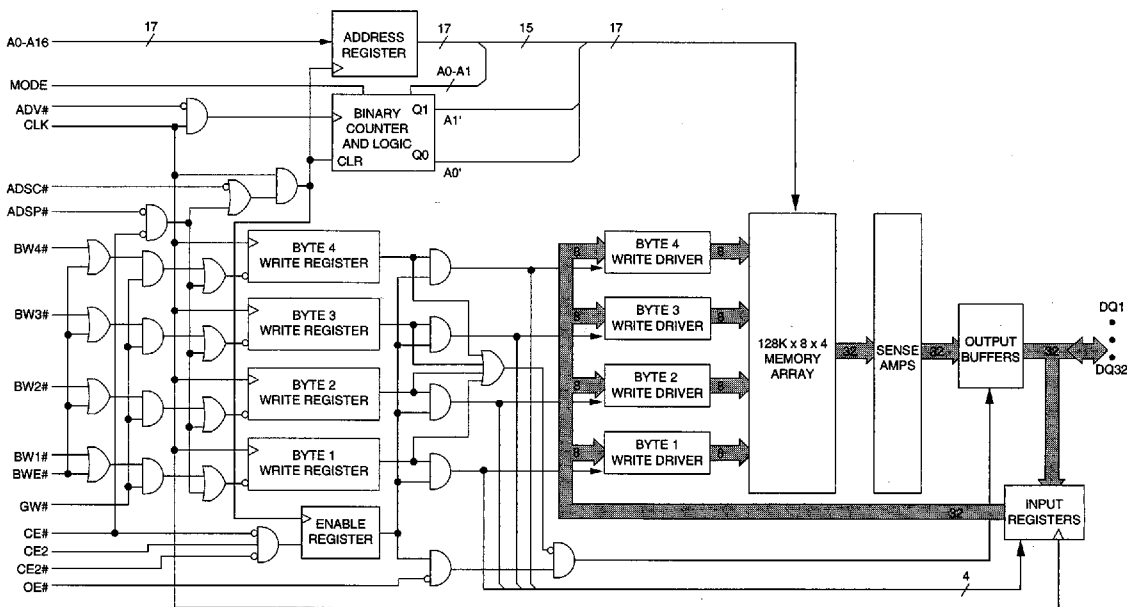 A0-A16
17
ADDRESS
REGISTER
17
15
17
A0-A1
MODE
ADV#
CLK
BINARY
COUNTER
AND LOGIC
Q1
Q0
CLR
A1'
A0'
ADSC#
ADSP#
BW4#
BYTE 4
WRITE REGISTER
8
BYTE 4
WRITE DRIVER
8
BW3#
BYTE 3
WRITE REGISTER
8
BYTE 3
WRITE DRIVER
8
128K x 8 x 4
MEMORY
ARRAY
32
SENSE
AMPS
32
OUTPUT
BUFFERS
32
DQ1
DQ32
BW2#
BYTE 2
WRITE REGISTER
8
BYTE 2
WRITE DRIVER
8
BW1#
BWE#
BYTE 1
WRITE REGISTER
8
BYTE 1
WRITE DRIVER
8
GW#
CE#
CE2
CE2#
OE#
ENABLE
REGISTER
32
INPUT
REGISTERS
4